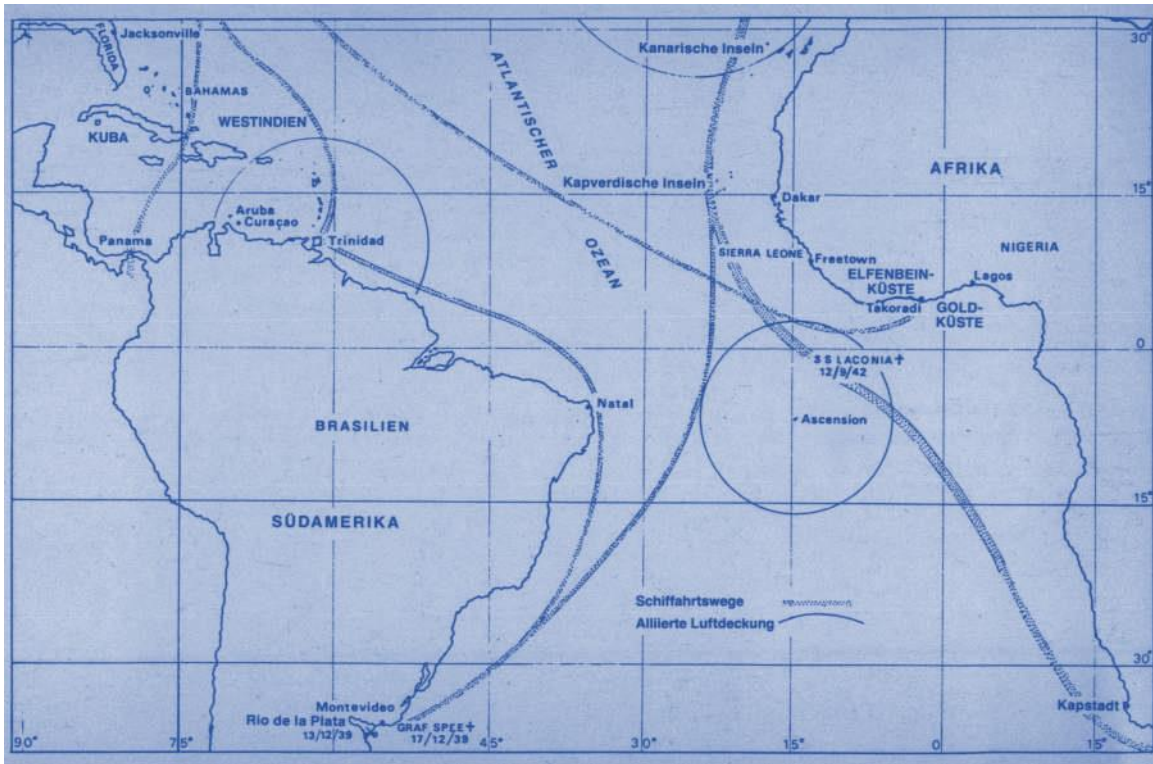 FLORIDA
Jacksonville
BAHAMAS
KUBA
WESTINDIEN
ATLANTISCHER
OZEAN
Kanarische Inseln
30°
AFRIKA
Kapverdische Inseln
15°
Dakar
Aruba
Curaçao
Panama
Trinidad
SIERRA LEONE
Freetown
NIGERIA
ELFENBEIN-
KÜSTE
Lagos
Takoradi
GOLD-
KÜSTE
0
SS LACONIA†
12/9/42
Natal
Ascension
BRASILIEN
15°
SÜDAMERIKA
Schiffahrtswege
Alliierte Luftdeckung
30°
Montevideo
Rio de la Plata
13/12/39
GRAF SPEE†
17/12/39
Kapstadt
90°
75°
45°
30°
15°
0
15°